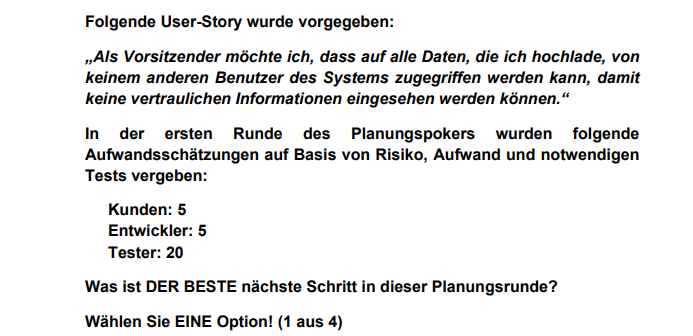 Folgende User-Story wurde vorgegeben:
„Als Vorsitzender möchte ich, dass auf alle Daten, die ich hochlade, von
keinem anderen Benutzer des Systems zugegriffen werden kann, damit
keine vertraulichen Informationen eingesehen werden können.“
In der ersten Runde des Planungspokers wurden folgende
Aufwandsschätzungen auf Basis von Risiko, Aufwand und notwendigen
Tests vergeben:
Kunden: 5
Entwickler: 5
Tester: 20
Was ist DER BESTE nächste Schritt in dieser Planungsrunde?
Wählen Sie EINE Option! (1 aus 4)